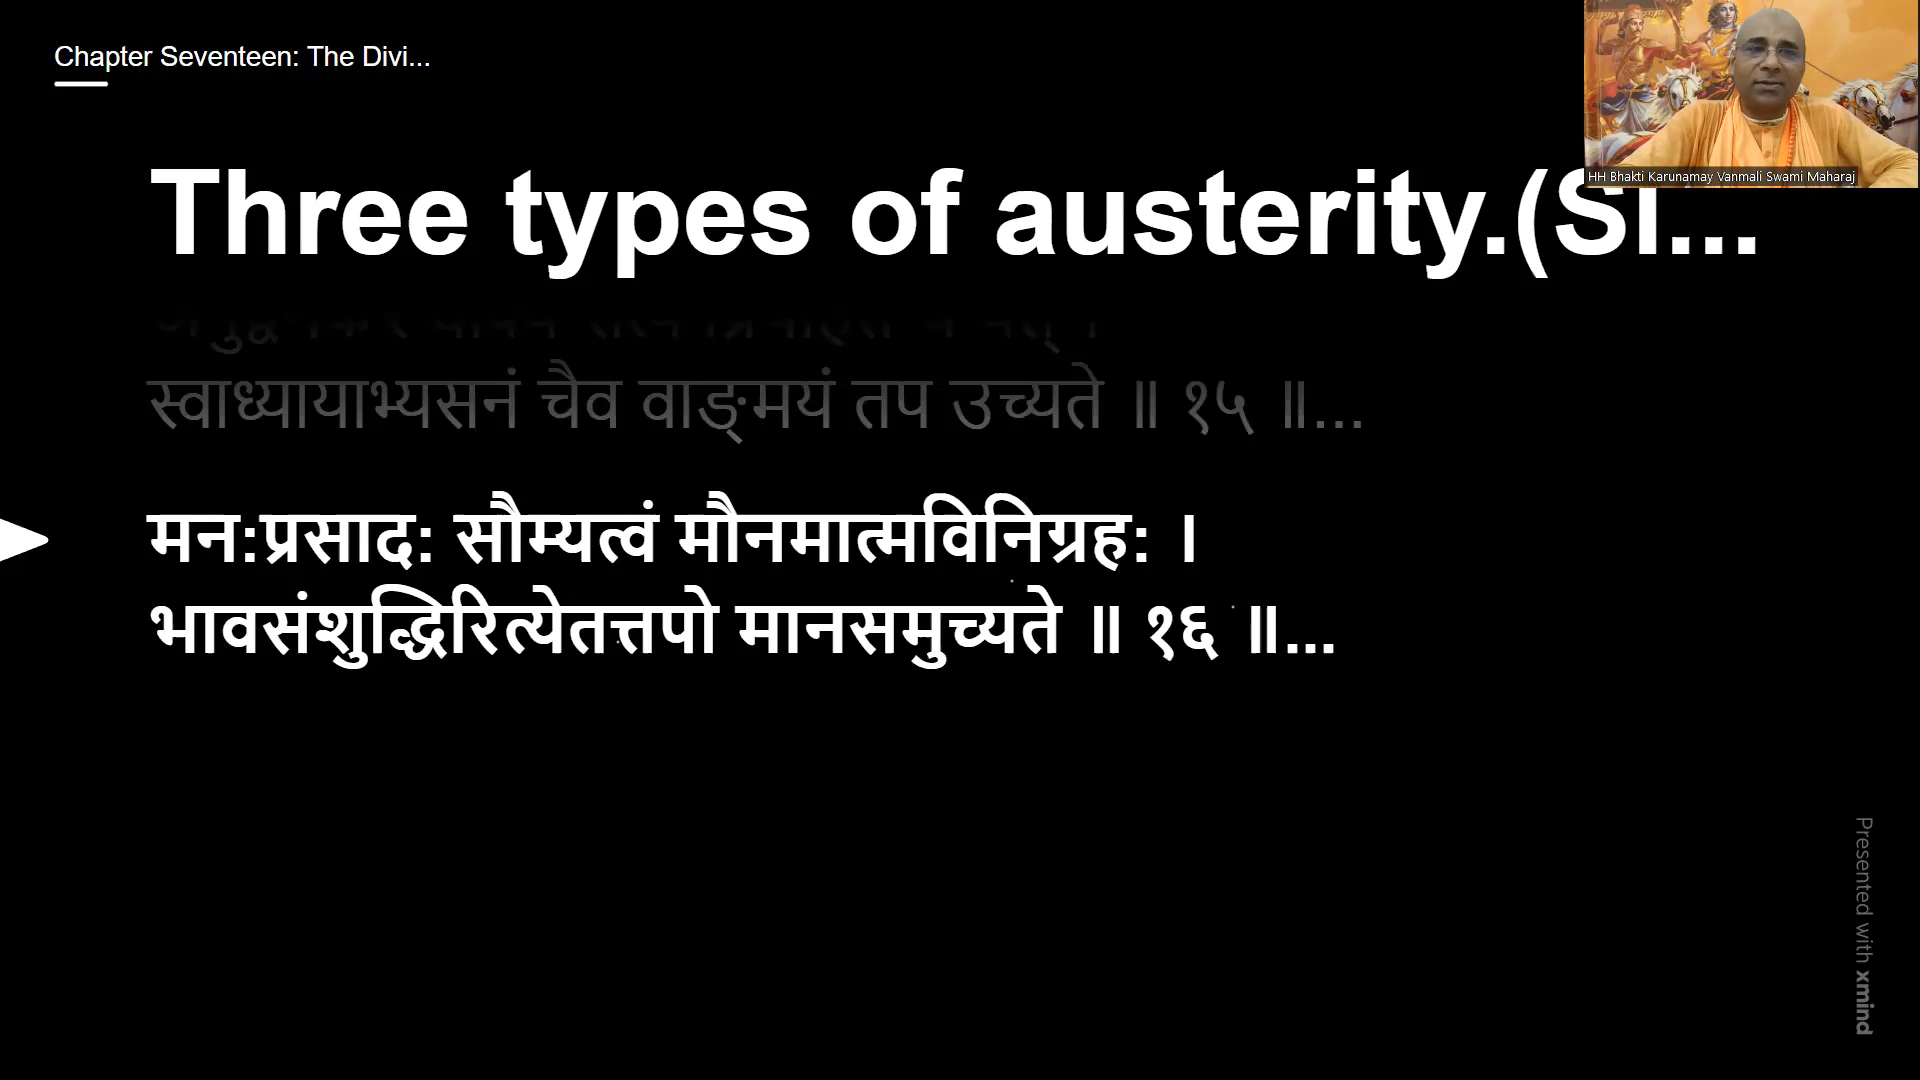 Chapter Seventeen: The Divi...
HH Bhakti Karunamay Vanmali Swami Maharaj
Three types of austerity.(Sl...
स्वाध्यायाभ्यसनं चैव वाङ्‌मयं तप उच्यते ॥ १५ ॥...
मन:प्रसाद: सौम्यत्वं मौनमात्मविनिग्रह: ।
भावसंशुद्धिरित्येतत्तपो मानसमुच्यते ॥ १६ ॥...
Presented with xmind